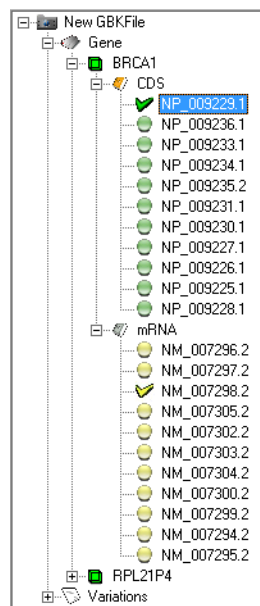 New GBKFile
Gene
BRCA1
CDS
NP_009229.1
NP_009236.1
NP_009233.1
NP_009234.1
NP_009235.2
NP_009231.1
NP_009230.1
NP_009227.1
NP_009226.1
NP_009225.1
NP_009228.1
mRNA
NM_007296.2
NM_007297.2
NM_007298.2
NM_007305.2
NM_007302.2
NM_007303.2
NM_007304.2
NM_007300.2
NM_007299.2
NM_007294.2
NM_007295.2
RPL21P4
Variations